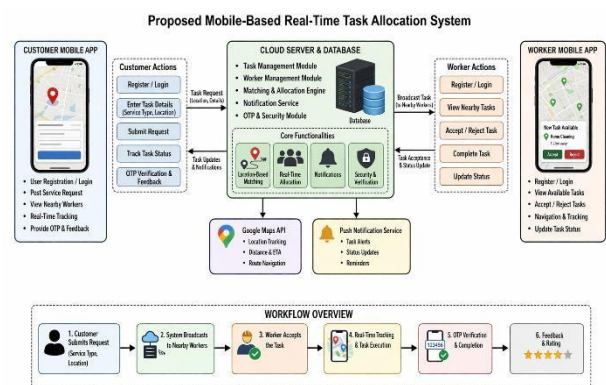 Proposed Mobile-Based Real-Time Task Allocation System
CUSTOMER MOBILE APP
• User Registration / Login
• Post Service Request
• View Nearby Workers
• Real-Time Tracking
• Provide OTP & Feedback
Customer Actions
Register / Login
Enter Task Details
(Service Type, Location)
Submit Request
Track Task Status
OTP Verification &
Feedback
Task Request
(Location, Details)
Task Updates
& Notifications
CLOUD SERVER & DATABASE
• Task Management Module
• Worker Management Module
• Matching & Allocation Engine
• Notification Service
• OTP & Security Module
Database
Core Functionalities
Location-Based
Matching
Real-Time
Allocation
Notifications
Security &
Verification
Broadcast Task
(To Nearby Workers)
Task Acceptance
& Status Update
Worker Actions
Register / Login
View Nearby Tasks
Accept / Reject Task
Complete Task
Update Status
WORKER MOBILE APP
New Task Available
Home Cleaning
Accept
Reject
• Register / Login
• View Available Tasks
• Accept / Reject Tasks
• Navigation & Tracking
• Update Task Status
Google Maps API
• Location Tracking
• Distance & ETA
• Route Navigation
Push Notification Service
• Task Alerts
• Status Updates
• Reminders
WORKFLOW OVERVIEW
1. Customer
Submits Request
(Service Type,
Location)
2. System Broadcasts
to Nearby Workers
3. Worker Accepts
the Task
4. Real-Time Tracking
& Task Execution
123456
5. OTP Verification
& Completion
6. Feedback
& Rating